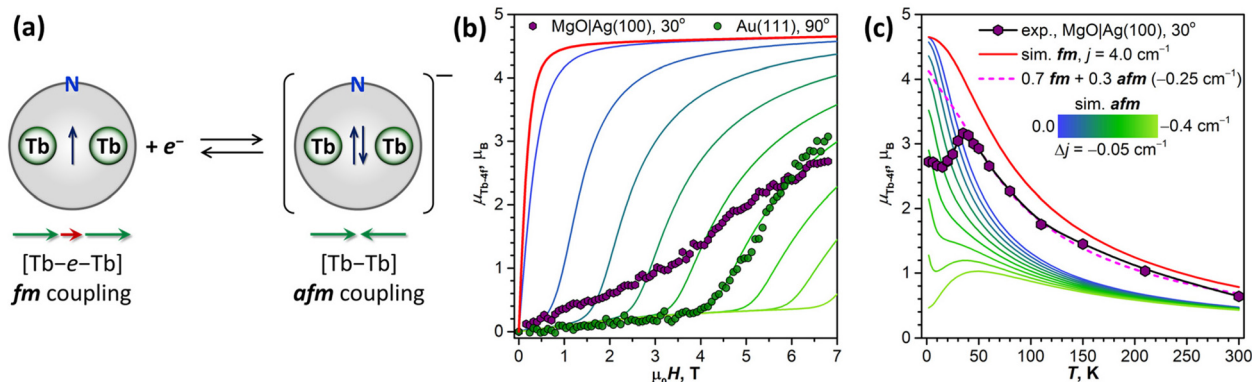 (a)
N
Tb
Tb
+ e⁻
N
Tb
Tb
−
[Tb–e–Tb]
fm coupling
[Tb–Tb]
afm coupling
(b)
MgO|Ag(100), 30°
Au(111), 90°
μTb-4f, μB
5
4
3
2
1
0
0 1 2 3 4 5 6 7
μ0H, T
(c)
exp., MgO|Ag(100), 30°
sim. fm, j = 4.0 cm⁻¹
0.7 fm + 0.3 afm (−0.25 cm⁻¹)
sim. afm
0.0
−0.4 cm⁻¹
Δj = −0.05 cm⁻¹
μTb-4f, μB
5
4
3
2
1
0
0 50 100 150 200 250 300
T, K